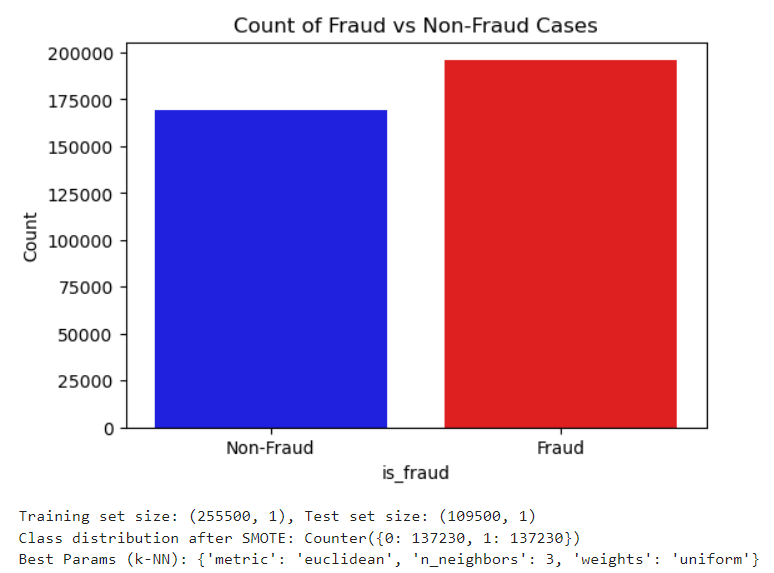 Count of Fraud vs Non-Fraud Cases
200000
175000
150000
125000
100000
75000
50000
25000
0
Count
Non-Fraud Fraud
is_fraud
Training set size: (255500, 1), Test set size: (109500, 1)
Class distribution after SMOTE: Counter({0: 137230, 1: 137230})
Best Params (k-NN): {'metric': 'euclidean', 'n_neighbors': 3, 'weights': 'uniform'}